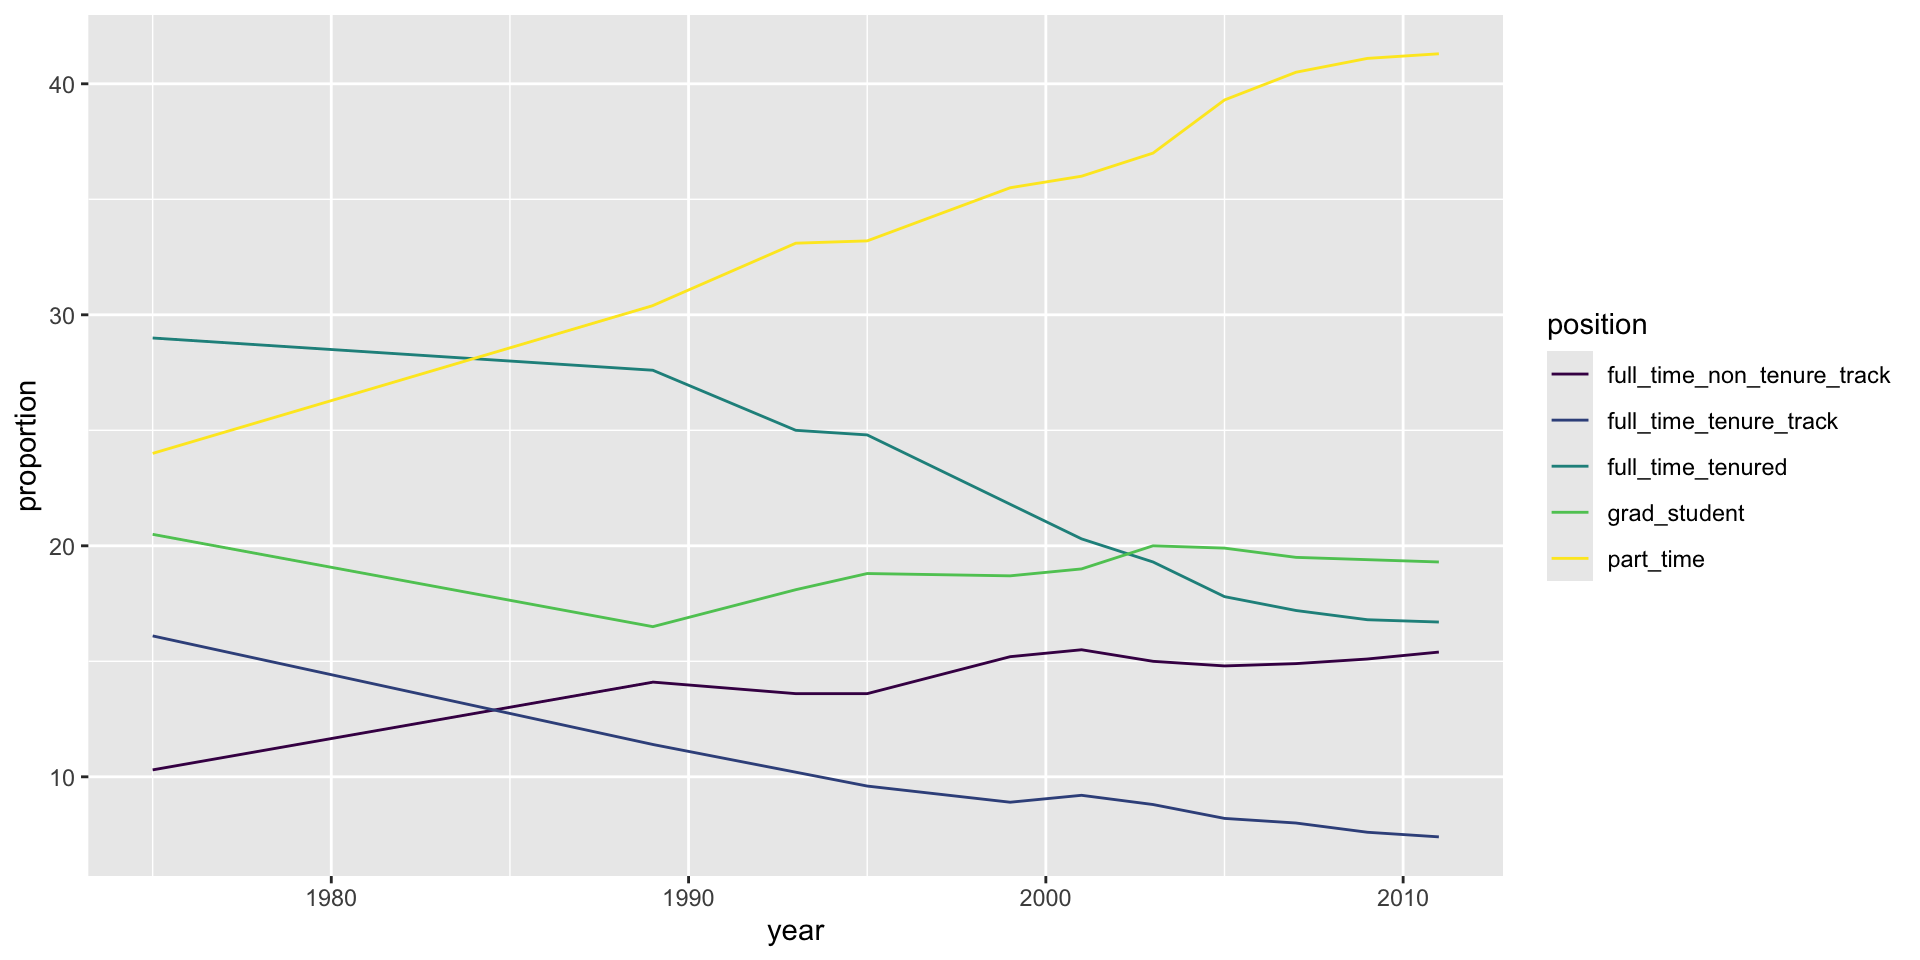 40
30
20
10
proportion
1980
1990
2000
2010
year
position
full_time_non_tenure_track
full_time_tenure_track
full_time_tenured
grad_student
part_time